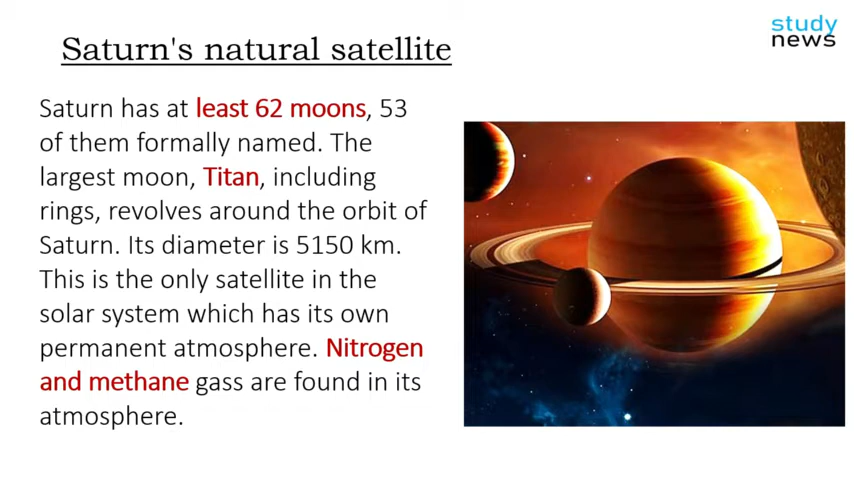 study
news
Saturn's natural satellite
Saturn has at least 62 moons, 53
of them formally named. The
largest moon, Titan, including
rings, revolves around the orbit of
Saturn. Its diameter is 5150 km.
This is the only satellite in the
solar system which has its own
permanent atmosphere. Nitrogen
and methane gass are found in its
atmosphere.